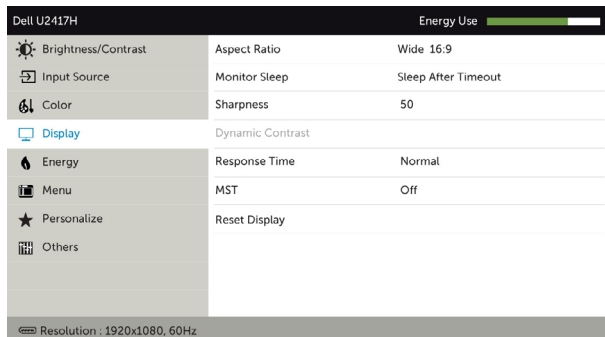 Dell U2417H Energy Use
Brightness/Contrast Aspect Ratio Wide 16:9
Input Source Monitor Sleep Sleep After Timeout
Color Sharpness 50
Display Dynamic Contrast
Energy Response Time Normal
Menu MST Off
Personalize Reset Display
Others
Resolution : 1920x1080, 60Hz